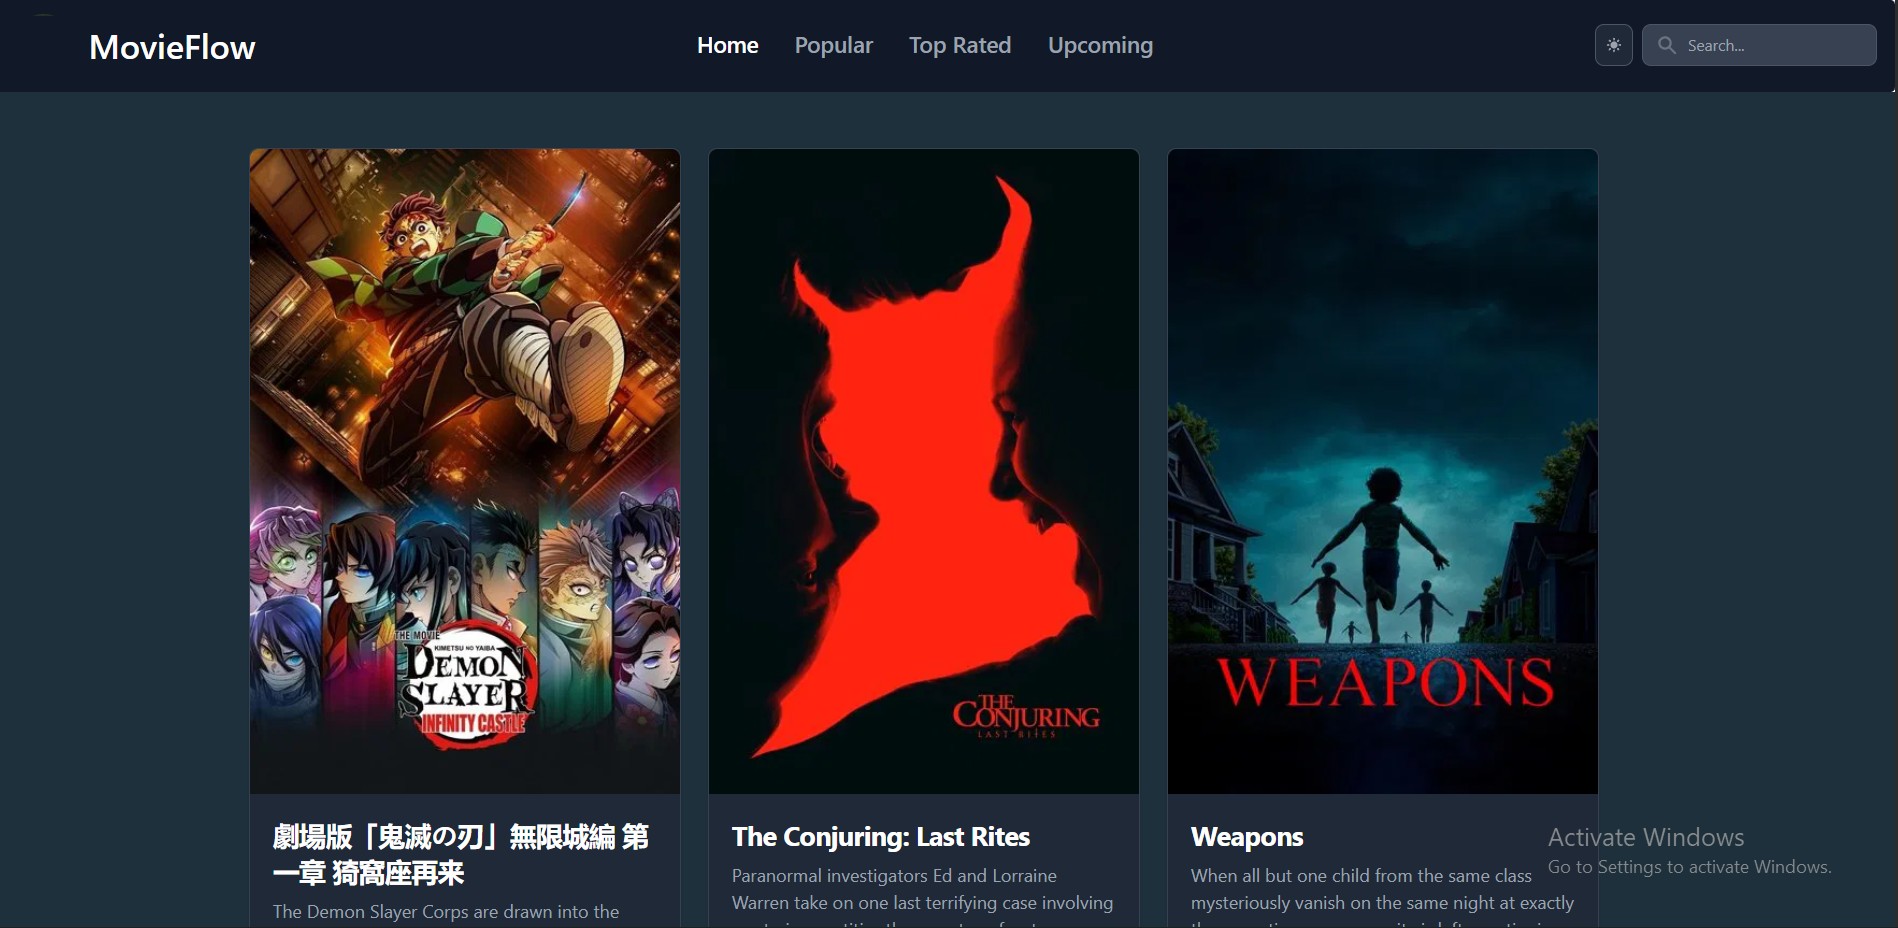 MovieFlow
Home
Popular
Top Rated
Upcoming
Search...
THE MOVIE
KIMETSU NO YAIBA
DEMON
SLAYER
INFINITY CASTLE
THE
CONJURING
LAST RITES
WEAPONS
劇場版「鬼滅の刃」無限城編 第
一章 猗窩座再来
The Demon Slayer Corps are drawn into the
The Conjuring: Last Rites
Paranormal investigators Ed and Lorraine
Warren take on one last terrifying case involving
Weapons
When all but one child from the same class
mysteriously vanish on the same night at exactly
Activate Windows
Go to Settings to activate Windows.